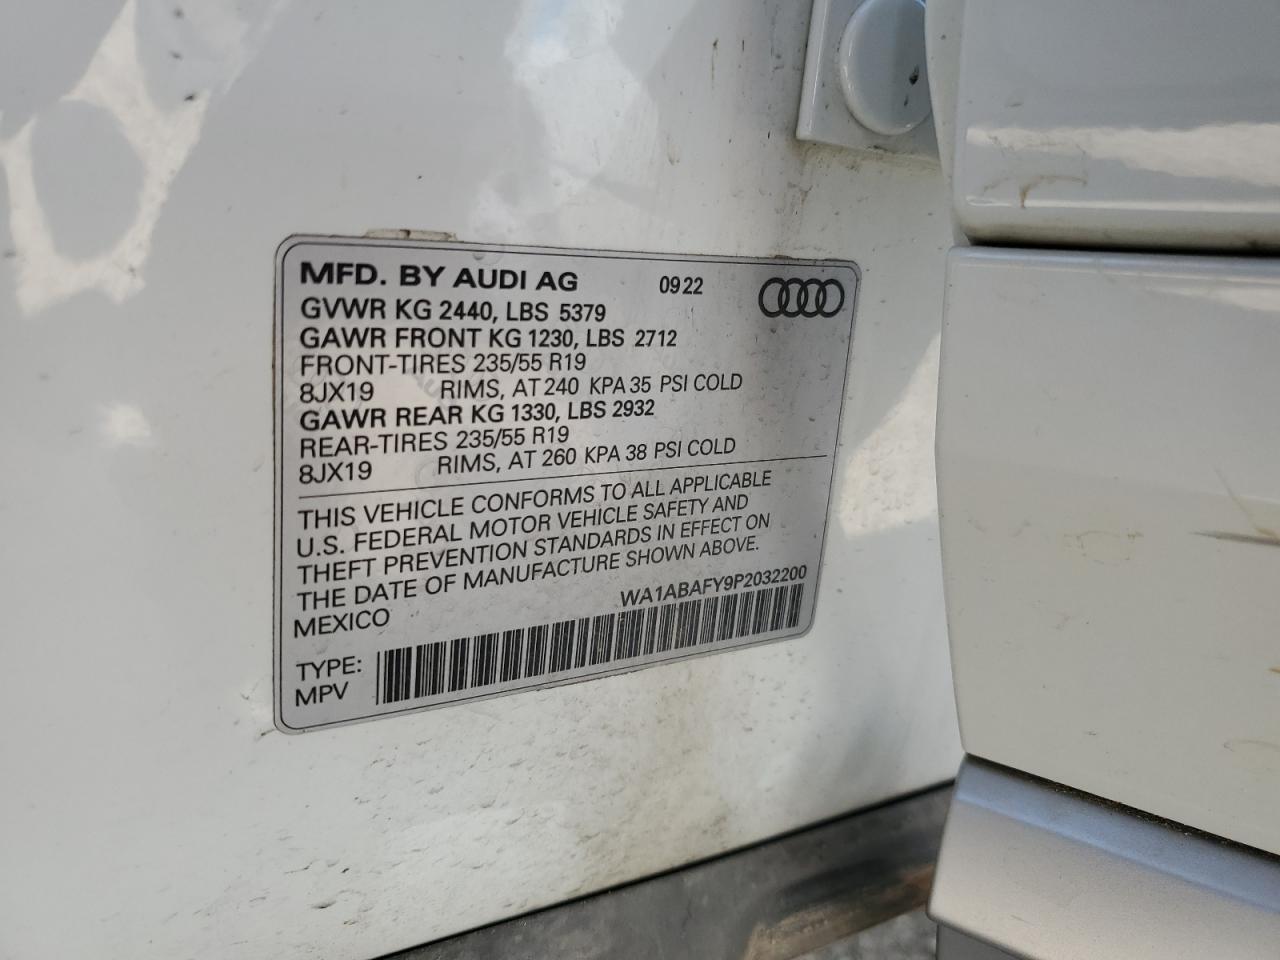 MFD. BY AUDI AG 09 22
GVWR KG 2440, LBS 5379
GAWR FRONT KG 1230, LBS 2712
FRONT-TIRES 235/55 R19
8JX19 RIMS, AT 240 KPA 35 PSI COLD
GAWR REAR KG 1330, LBS 2932
REAR-TIRES 235/55 R19
8JX19 RIMS, AT 260 KPA 38 PSI COLD
THIS VEHICLE CONFORMS TO ALL APPLICABLE
U.S. FEDERAL MOTOR VEHICLE SAFETY AND
THEFT PREVENTION STANDARDS IN EFFECT ON
THE DATE OF MANUFACTURE SHOWN ABOVE.
MEXICO WA1ABAFY9P2032200
TYPE:
MPV